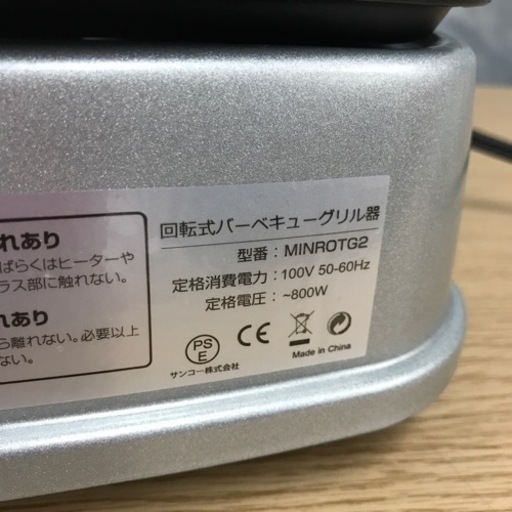 れあり
ばらくはヒーターや
ラス部に触れない。
れあり
ら離れない。必要以上
ない。
回転式バーベキューグリル器
型番：MINROTG2
定格消費電力：100V 50-60Hz
定格電圧：~800W
PSE
CE
サンコー株式会社
Made in China